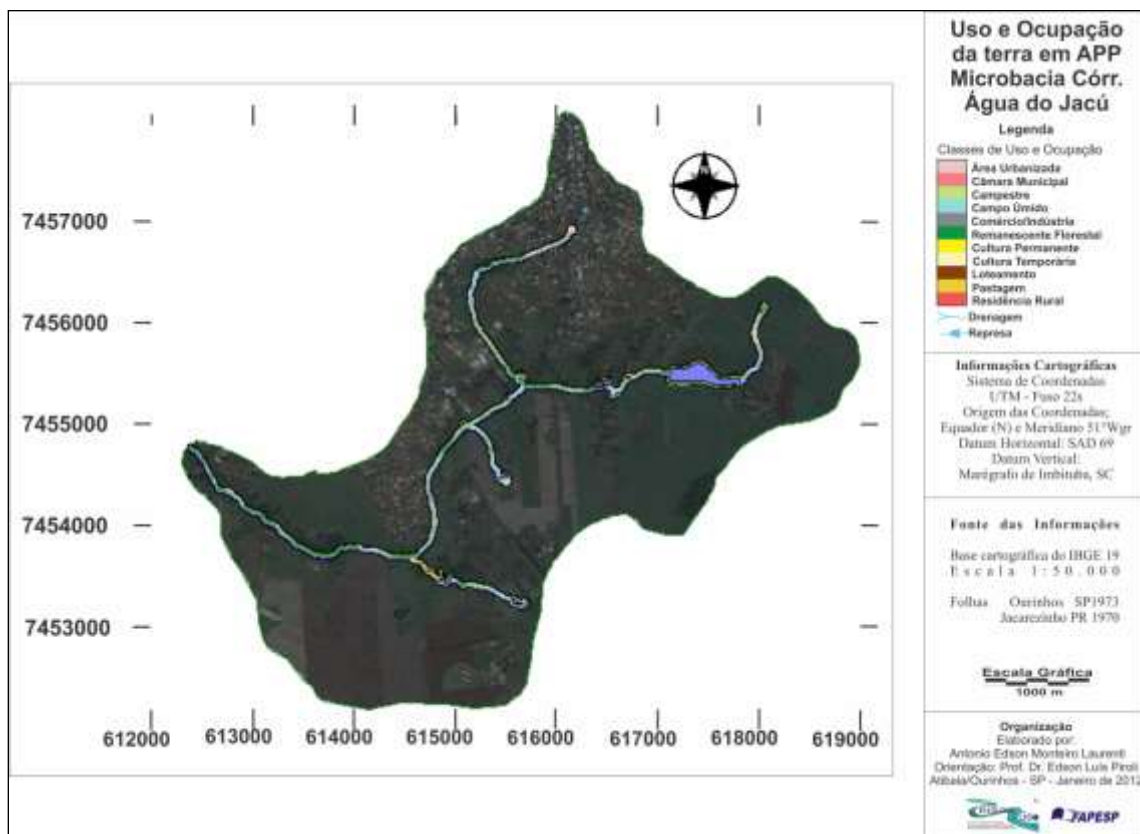 Uso e Ocupação
da terra em APP
Microbacia Córr.
Água do Jacú
Legenda
Classes de Uso e Ocupação
Área Urbanizada
Câmara Municipal
Campestre
Campo Úmido
Comércio/Indústria
Remanescente Florestal
Cultura Permanente
Cultura Temporária
Loteamento
Pastagem
Residência Rural
Drenagem
Represa
Informações Cartográficas
Sistema de Coordenadas
UTM - Fuso 22s
Origem das Coordenadas;
Equador (N) e Meridiano 51°Wgr
Datum Horizontal: SAD 69
Datum Vertical:
Marégrafo de Imbituba, SC
Fonte das Informações
Base cartográfica do IBGE 19
Escala 1:50.000
Folhas Ourinhos SP1973
Jacarezinho PR 1970
Escala Gráfica
1000 m
Organização
Elaborado por:
Antonio Edson Monteiro Laurenti
Orientação: Prof. Dr. Edson Luís Piroli
Atibaia/Ourinhos - SP - Janeiro de 2012
FAPESP
7457000
7456000
7455000
7454000
7453000
612000 613000 614000 615000 616000 617000 618000 619000